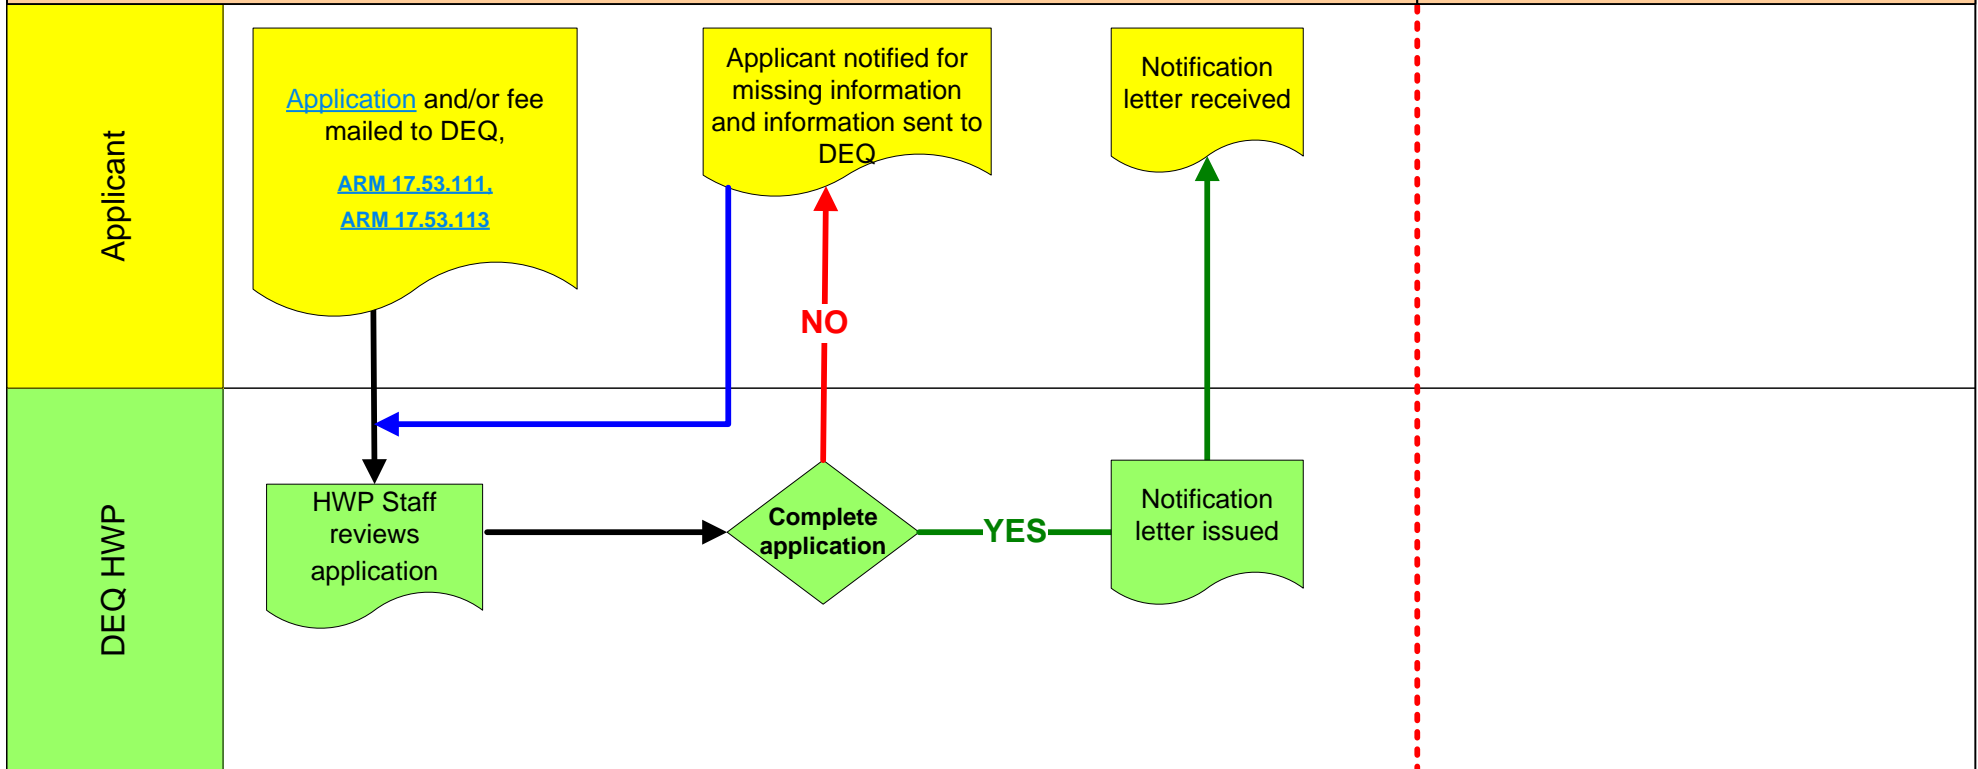 Applicant
Application and/or fee
mailed to DEQ,
ARM 17.53.111,
ARM 17.53.113
Applicant notified for
missing information
and information sent to
DEQ
Notification
letter received
NO
DEQ HWP
HWP Staff
reviews
application
Complete
application
YES
Notification
letter issued